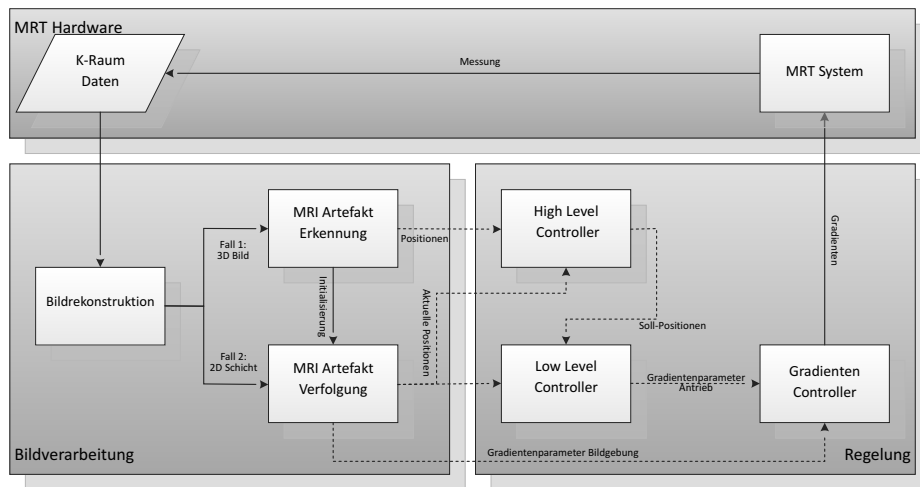 MRT Hardware
K-Raum
Daten
Messung
MRT System
MRI Artefakt
Erkennung
Fall 1:
3D Bild
Positionen
High Level
Controller
Gradienten
Bildrekonstruktion
Initialisierung
Aktuelle Positionen
Soll-Positionen
Fall 2:
2D Schicht
MRI Artefakt
Verfolgung
Low Level
Controller
Gradientenparameter
Antrieb
Gradienten
Controller
Bildverarbeitung
Gradientenparameter Bildgebung
Regelung